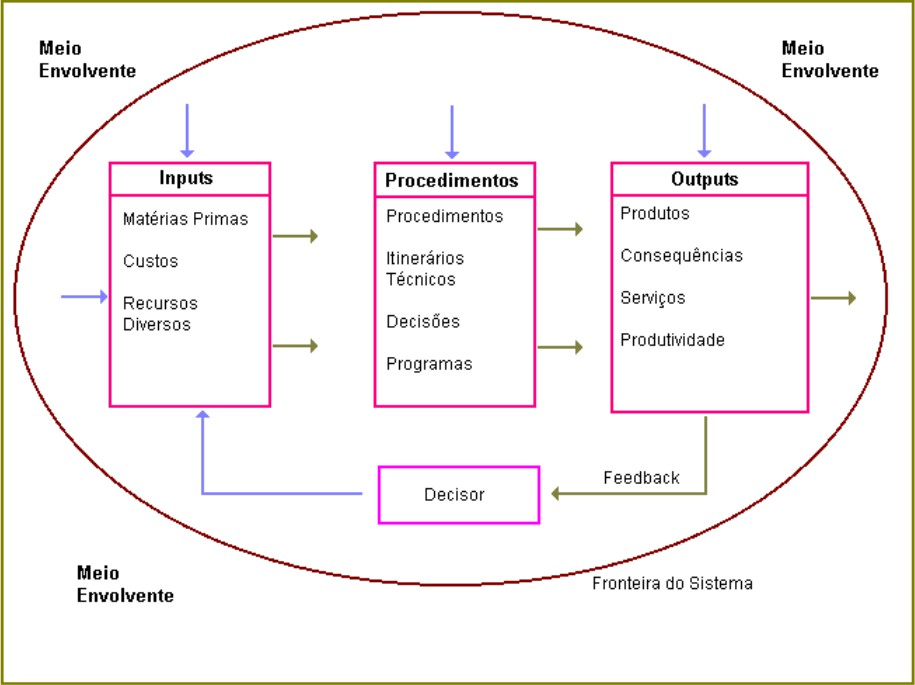 Meio
Envolvente
Meio
Envolvente
Inputs
Matérias Primas
Custos
Recursos
Diversos
Procedimentos
Procedimentos
Itinerários
Técnicos
Decisões
Programas
Outputs
Produtos
Consequências
Serviços
Produtividade
Decisor
Feedback
Meio
Envolvente
Fronteira do Sistema